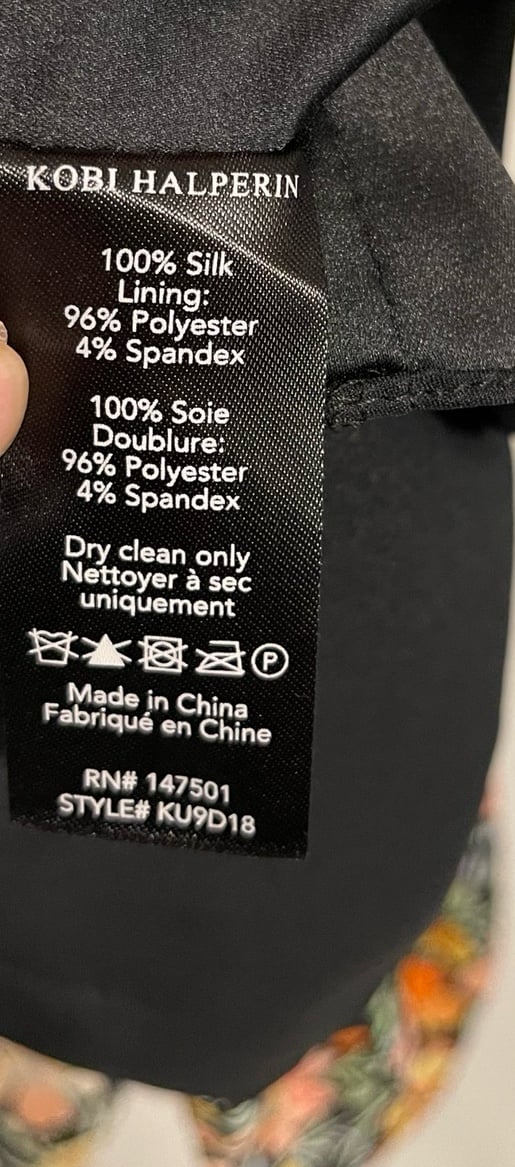 KOBI HALPERIN
100% Silk
Lining:
96% Polyester
4% Spandex
100% Soie
Doublure:
96% Polyester
4% Spandex
Dry clean only
Nettoyer à sec
uniquement
P
Made in China
Fabriqué en Chine
RN# 147501
STYLE# KU9D18